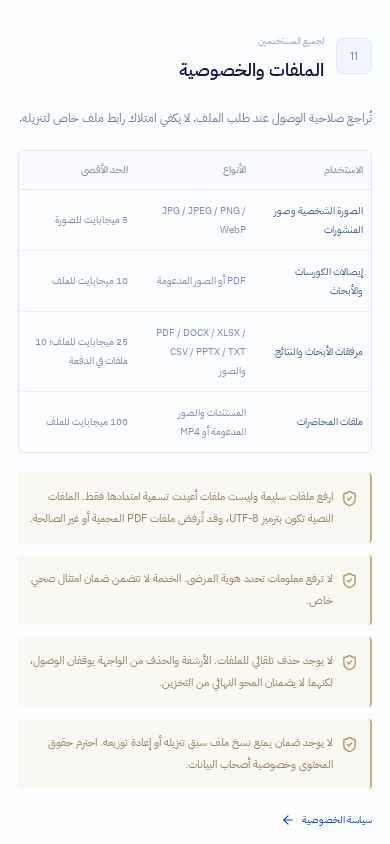 لجميع المستخدمين
11
الملفات والخصوصية
تُراجع صلاحية الوصول عند طلب الملف. لا يكفي امتلاك رابط ملف خاص لتنزيله.
الاستخدام الأنواع الحد الأقصى
الصورة الشخصية وصور المنشورات JPG / JPEG / PNG / WebP 5 ميجابايت للصورة
إيصالات الكورسات والأبحاث PDF أو الصور المدعومة 10 ميجابايت للملف
مرفقات الأبحاث والنتائج PDF / DOCX / XLSX / CSV / PPTX / TXT والصور 25 ميجابايت للملف؛ 10 ملفات في الدفعة
ملفات المحاضرات المستندات والصور المدعومة أو MP4 100 ميجابايت للملف
ارفع ملفات سليمة وليست ملفات أعيدت تسمية امتدادها فقط. الملفات
النصية تكون بترميز UTF-8، وقد تُرفض ملفات PDF المحمية أو غير الصالحة.
لا ترفع معلومات تحدد هوية المرضى. الخدمة لا تتضمن ضمان امتثال صحي
خاص.
لا يوجد حذف تلقائي للملفات. الأرشفة والحذف من الواجهة يوقفان الوصول،
لكنهما لا يضمنان المحو النهائي من التخزين.
لا يوجد ضمان يمنع نسخ ملف سبق تنزيله أو إعادة توزيعه. احترم حقوق
المحتوى وخصوصية أصحاب البيانات.
سياسة الخصوصية